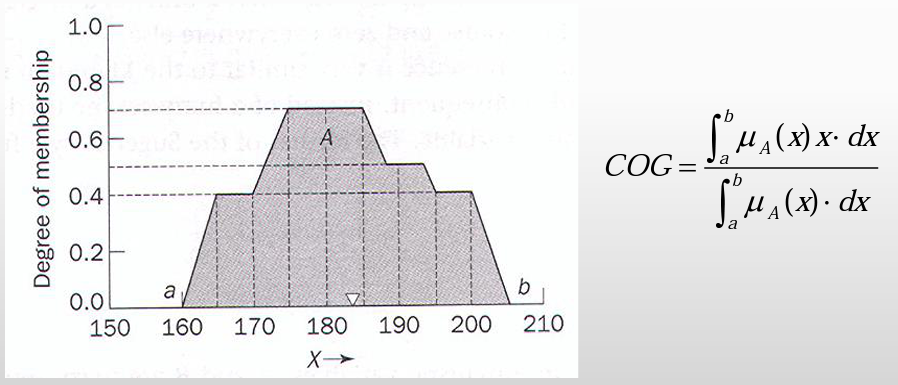 Degree of membership
1.0
0.8
0.6
0.4
0.2
0.0
A
a
b
150 160 170 180 190 200 210
X→
COG = ∫ₐᵇ μ_A(x) x· dx / ∫ₐᵇ μ_A(x)· dx